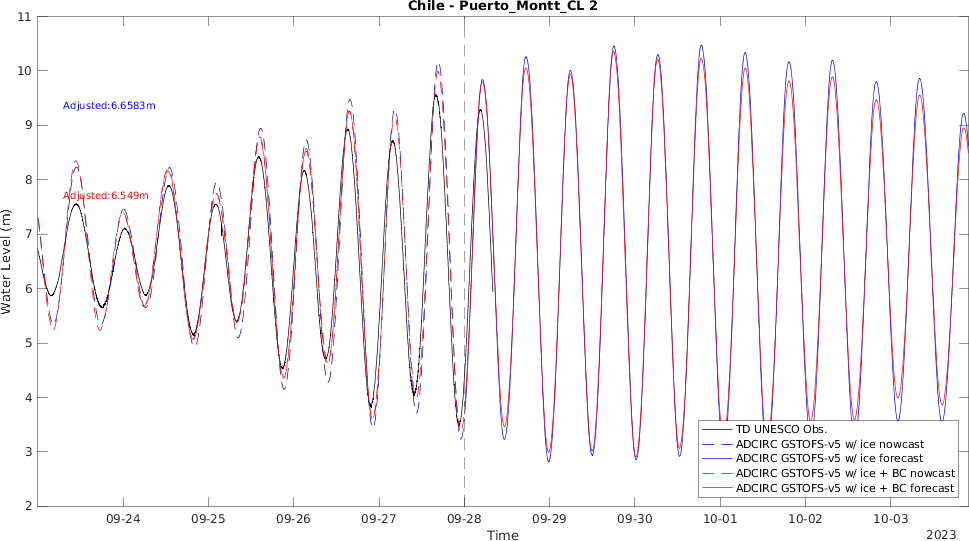 Chile - Puerto_Montt_CL 2
11
10
9
8
7
6
5
4
3
2
Water Level (m)
Adjusted:6.6583m
Adjusted:6.549m
TD UNESCO Obs.
ADCIRC GSTOFS-v5 w/ ice nowcast
ADCIRC GSTOFS-v5 w/ ice forecast
ADCIRC GSTOFS-v5 w/ ice + BC nowcast
ADCIRC GSTOFS-v5 w/ ice + BC forecast
09-24 09-25 09-26 09-27 09-28 09-29 09-30 10-01 10-02 10-03
Time
2023